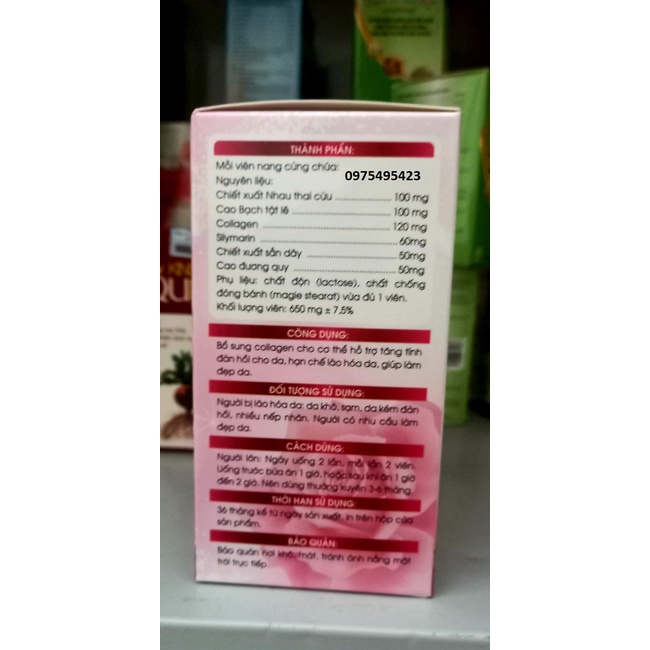 THÀNH PHẦN:
Mỗi viên nang cứng chứa:
0975495423
Nguyên liệu:
Chiết xuất Nhau thai cừu 100 mg
Cao Bạch tật lê 100 mg
Collagen 120 mg
Silymarin 60mg
Chiết xuất sắn dây 50mg
Cao đương quy 50mg
Phụ liệu: chất độn (lactose), chất chống
đông bánh (magie stearat) vừa đủ 1 viên.
Khối lượng viên: 650 mg ± 7,5%
CÔNG DỤNG:
Bổ sung collagen cho cơ thể hỗ trợ tăng tính
đàn hồi cho da, hạn chế lão hóa da, giúp làm
đẹp da.
ĐỐI TƯỢNG SỬ DỤNG:
Người bị lão hóa da: da khô, sạm, da kém đàn
hồi, nhiều nếp nhăn. Người có nhu cầu làm
đẹp da.
CÁCH DÙNG:
Người lớn: Ngày uống 2 lần, mỗi lần 2 viên.
Uống trước bữa ăn 1 giờ, hoặc sau khi ăn 1 giờ
đến 2 giờ. Nên dùng thường xuyên 3-6 tháng.
THỜI HẠN SỬ DỤNG:
36 tháng kể từ ngày sản xuất, in trên hộp của
sản phẩm.
BẢO QUẢN:
Bảo quản nơi khô, mát, tránh ánh nắng mặt
trời trực tiếp.